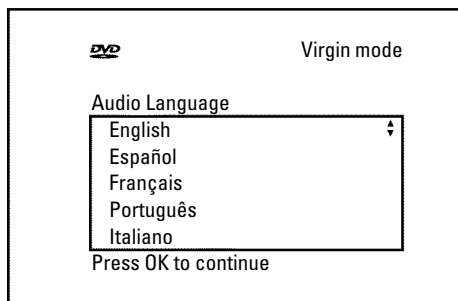 DVD Virgin mode
Audio Language
English
Español
Français
Português
Italiano
Press OK to continue